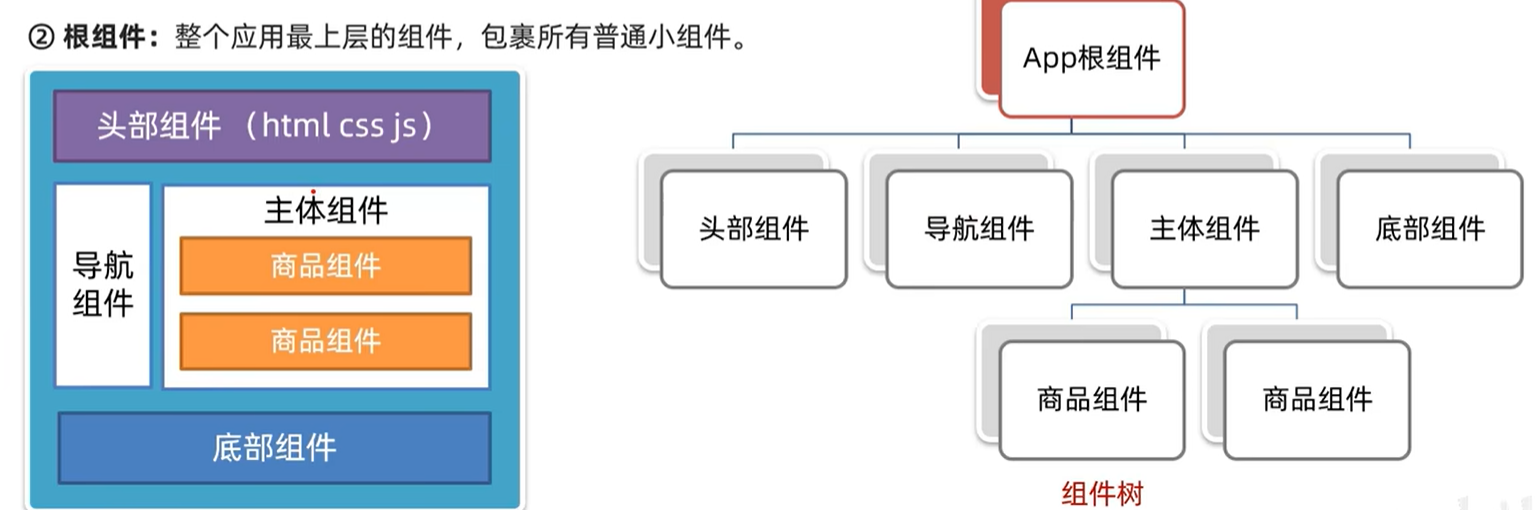 ② 根组件：整个应用最上层的组件，包裹所有普通小组件。
头部组件 （html css js）
导航
组件
主体组件
商品组件
商品组件
底部组件
App根组件
头部组件
导航组件
主体组件
底部组件
商品组件
商品组件
组件树